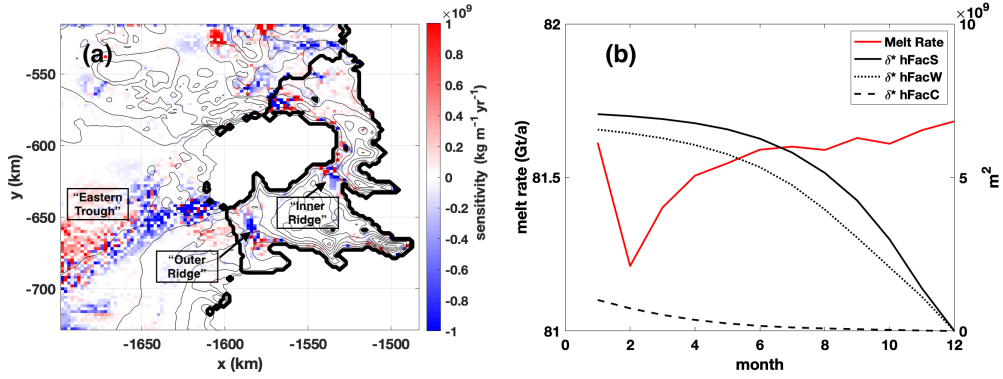 (a)
-550
-600
-650
-700
y (km)
-1650
-1600
-1550
-1500
x (km)
"Eastern
Trough"
"Inner
Ridge"
"Outer
Ridge"
×10⁹
1
0.8
0.6
0.4
0.2
0
-0.2
-0.4
-0.6
-0.8
-1
sensitivity (kg m⁻¹ yr⁻¹)
(b)
82
81.5
81
melt rate (Gt/a)
0
2
4
6
8
10
12
month
×10⁹
10
5
0
m²
Melt Rate
δ* hFacS
δ* hFacW
δ* hFacC